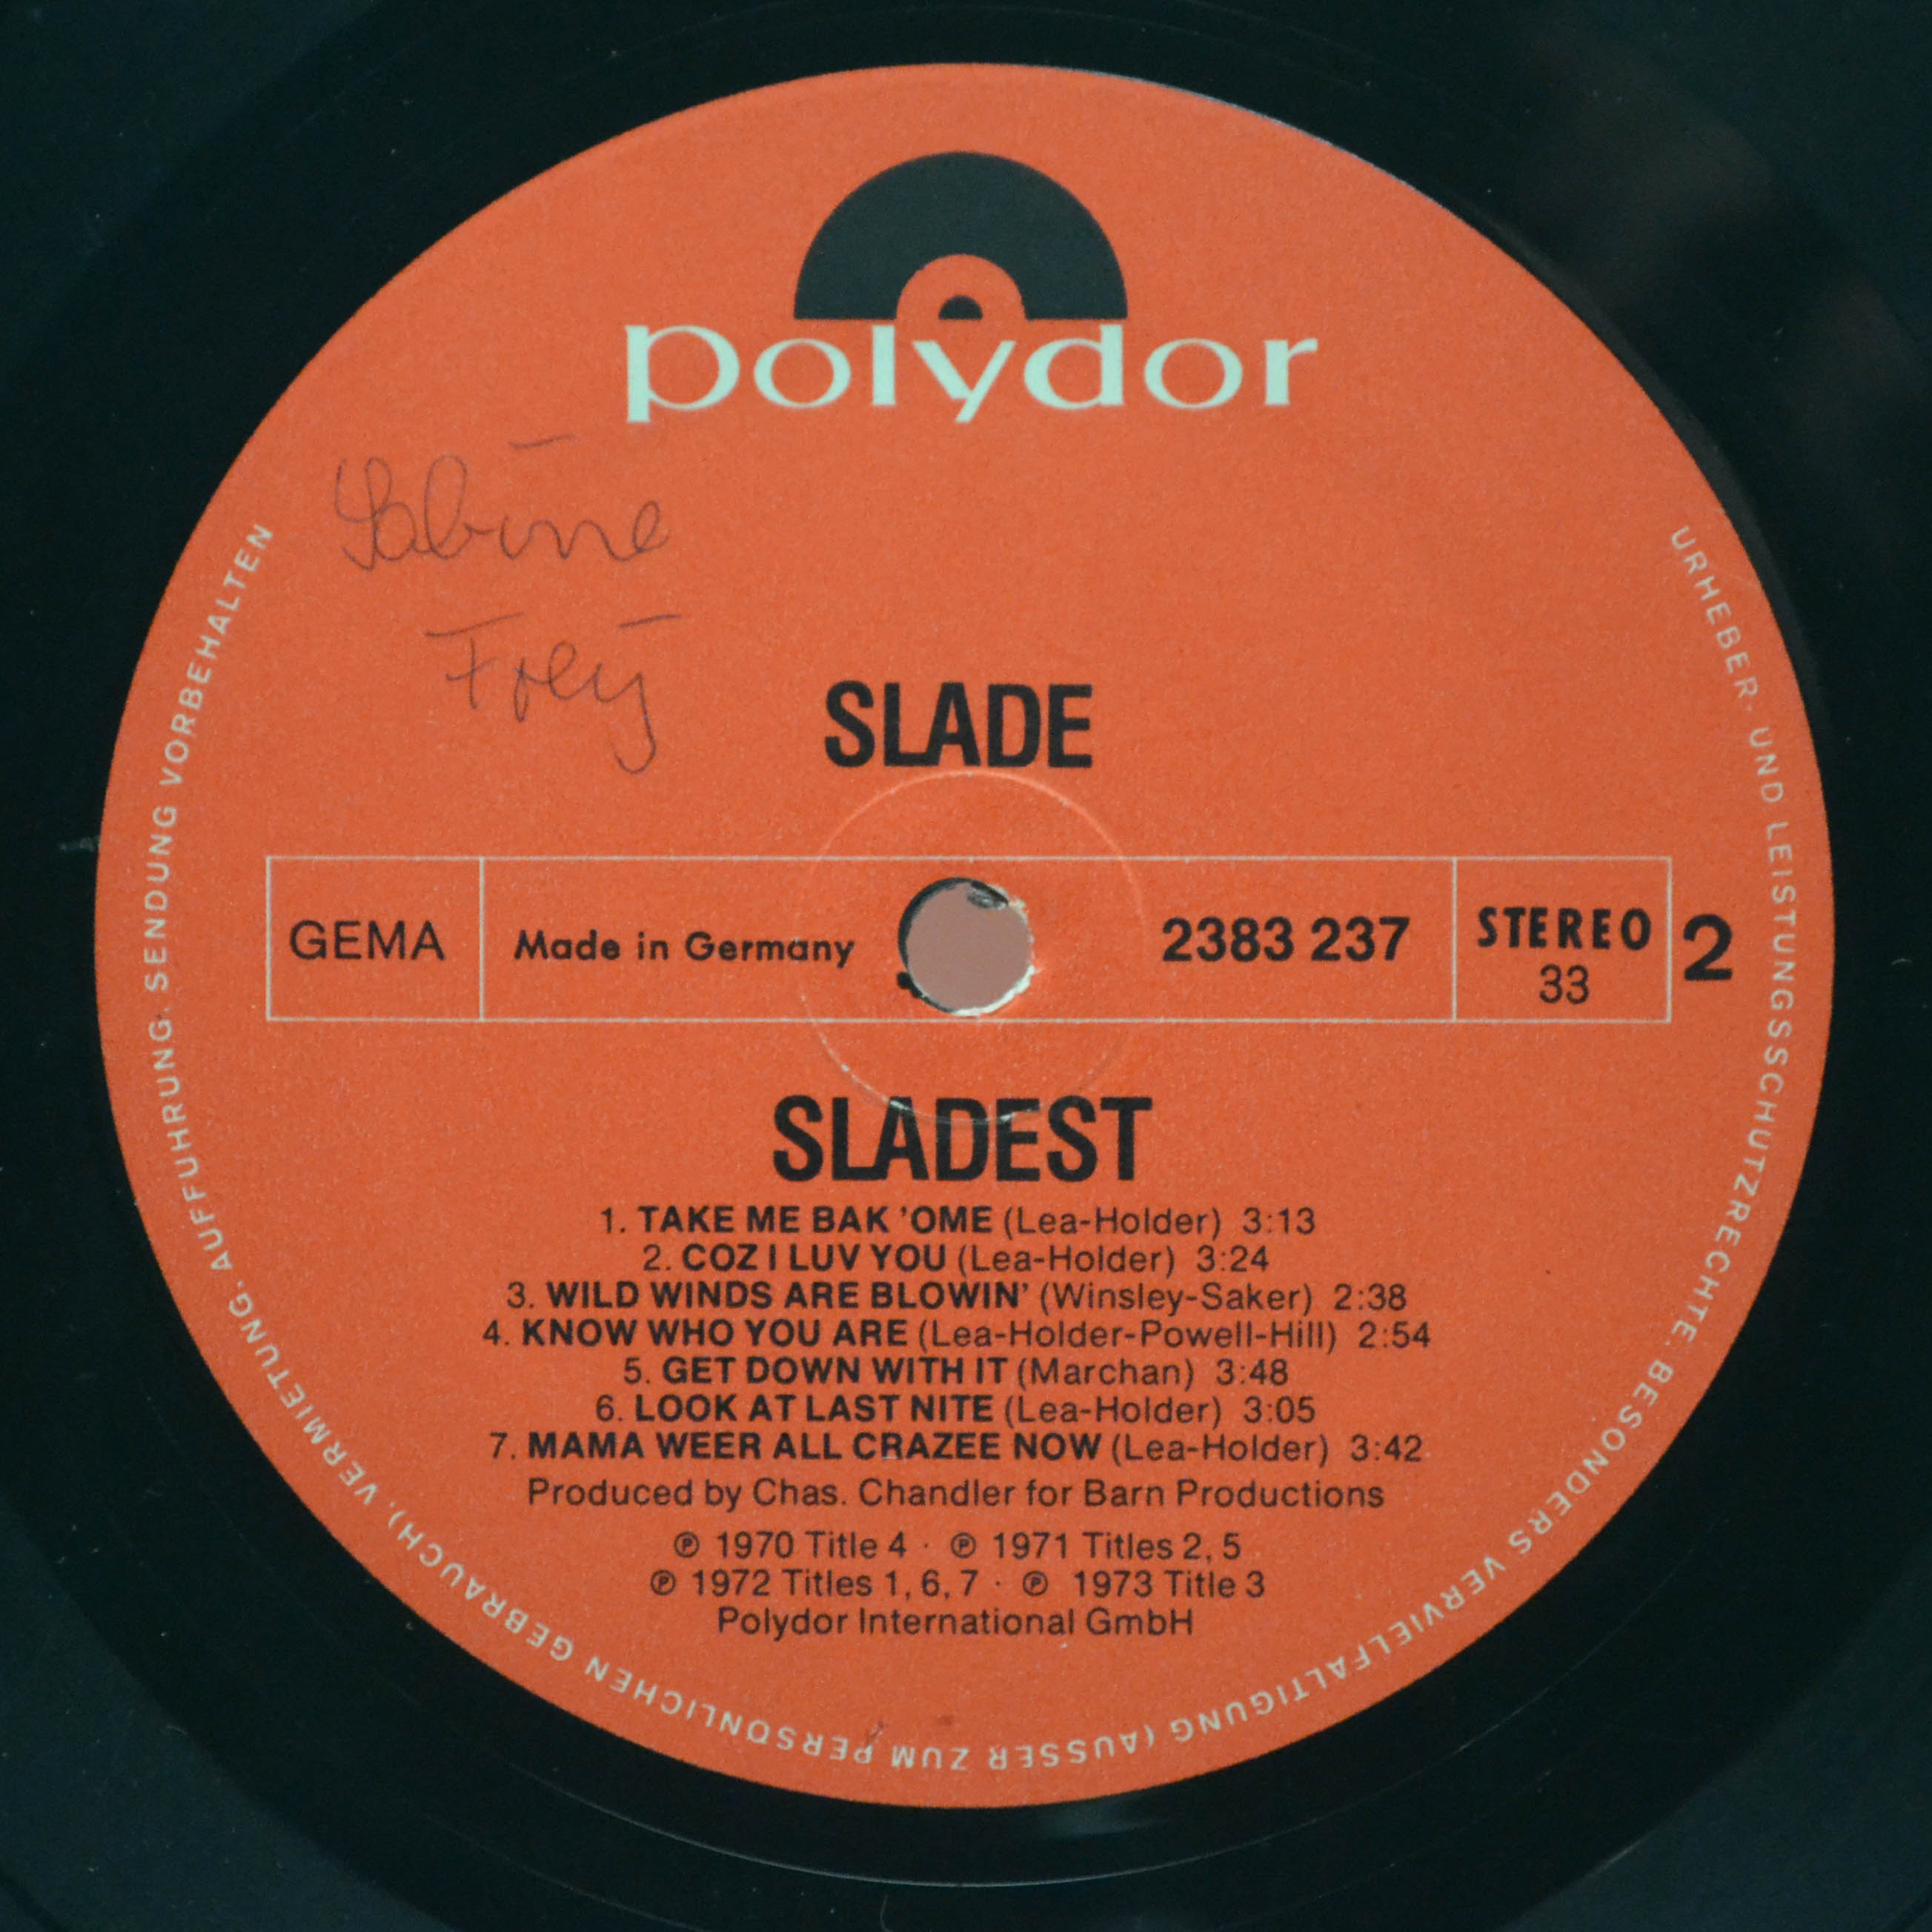 polydor
Sabine
Frey
SLADE
GEMA
Made in Germany
2383 237
STEREO
33
2
SLADEST
1. TAKE ME BAK 'OME (Lea-Holder) 3:13
2. COZ I LUV YOU (Lea-Holder) 3:24
3. WILD WINDS ARE BLOWIN' (Winsley-Saker) 2:38
4. KNOW WHO YOU ARE (Lea-Holder-Powell-Hill) 2:54
5. GET DOWN WITH IT (Marchan) 3:48
6. LOOK AT LAST NITE (Lea-Holder) 3:05
7. MAMA WEER ALL CRAZEE NOW (Lea-Holder) 3:42
Produced by Chas. Chandler for Barn Productions
℗ 1970 Title 4 · ℗ 1971 Titles 2, 5
℗ 1972 Titles 1, 6, 7 · ℗ 1973 Title 3
Polydor International GmbH
URHEBER- UND LEISTUNGSSCHUTZRECHTE, BESONDERS VERVIELFALTIGUNG (AUSSER ZUM PERSONLICHEN GEBRAUCH), VERMIETUNG, AUFFUHRUNG, SENDUNG VORBEHALTEN